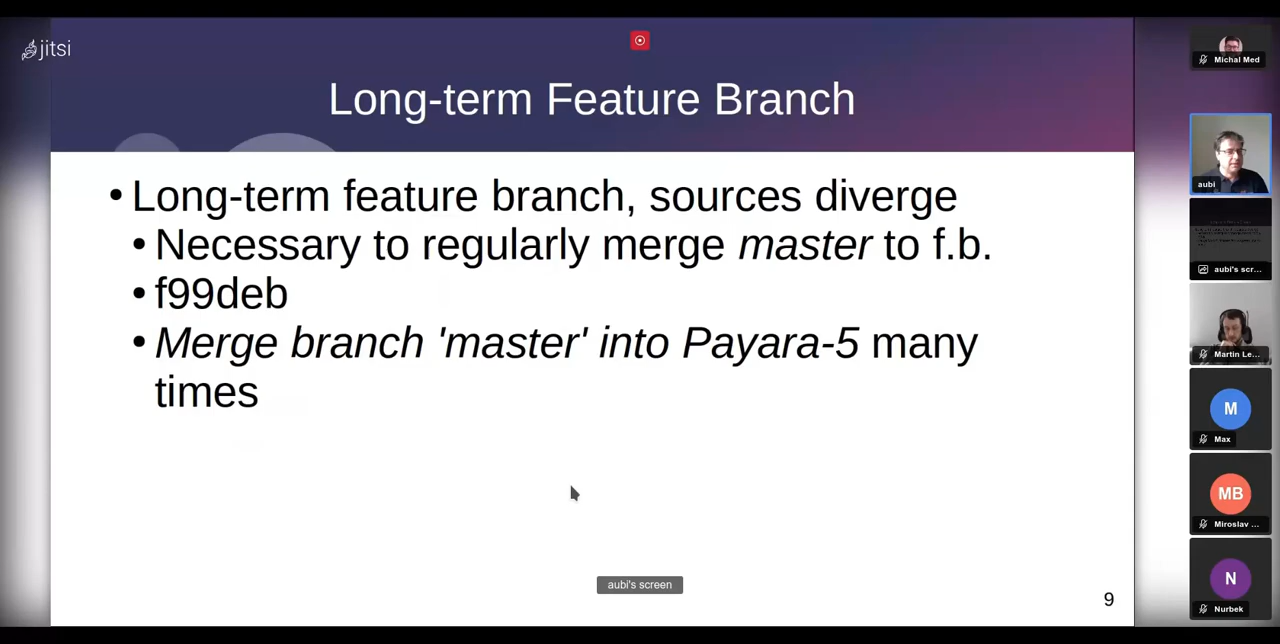 jitsi
Long-term Feature Branch
• Long-term feature branch, sources diverge
• Necessary to regularly merge master to f.b.
• f99deb
• Merge branch 'master' into Payara-5 many
times
aubi's screen
9
Michal Med
aubi
aubi's scr...
Martin Le...
M
Max
MB
Miroslav ...
N
Nurbek